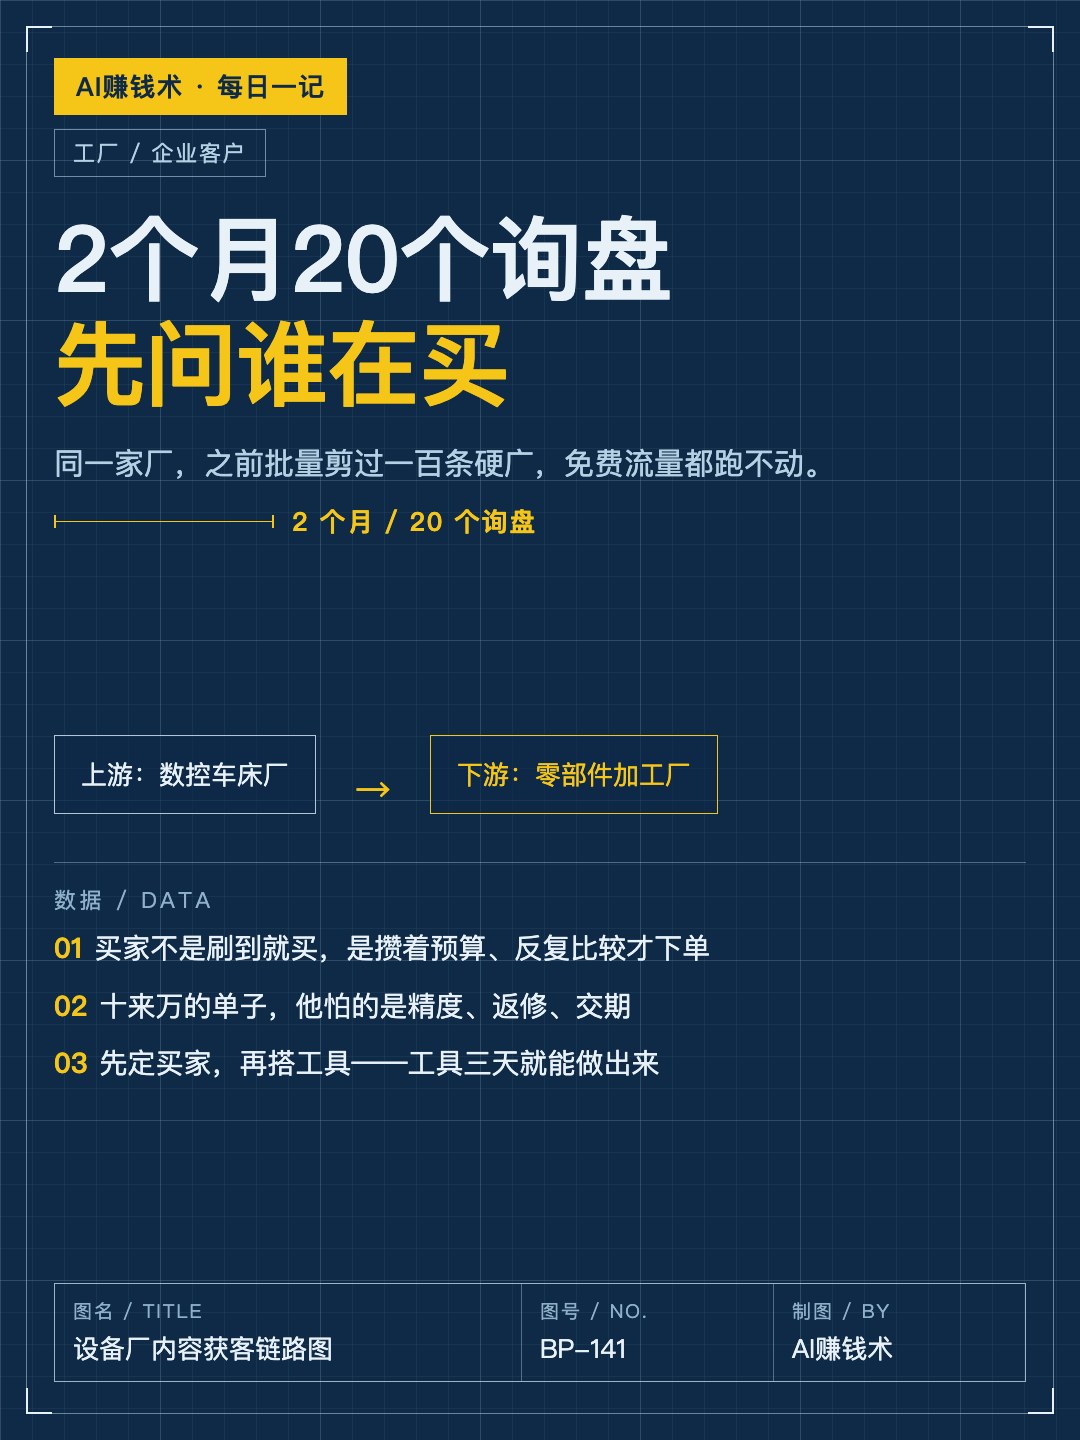 AI赚钱术 · 每日一记
工厂 / 企业客户
2个月20个询盘
先问谁在买
同一家厂，之前批量剪过一百条硬广，免费流量都跑不动。
2 个月 / 20 个询盘
上游：数控车床厂 → 下游：零部件加工厂
数据 / DATA
01 买家不是刷到就买，是攒着预算、反复比较才下单
02 十来万的单子，他怕的是精度、返修、交期
03 先定买家，再搭工具——工具三天就能做出来
图名 / TITLE
设备厂内容获客链路图
图号 / NO.
BP-141
制图 / BY
AI赚钱术